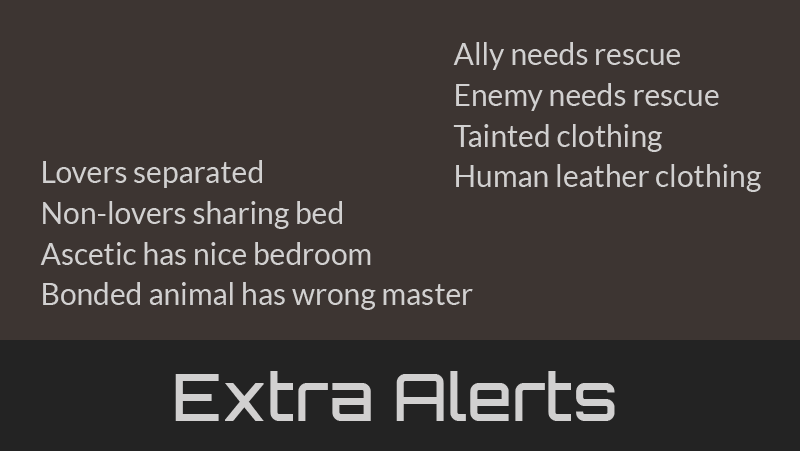 Ally needs rescue
Enemy needs rescue
Tainted clothing
Human leather clothing
Lovers separated
Non-lovers sharing bed
Ascetic has nice bedroom
Bonded animal has wrong master
Extra Alerts